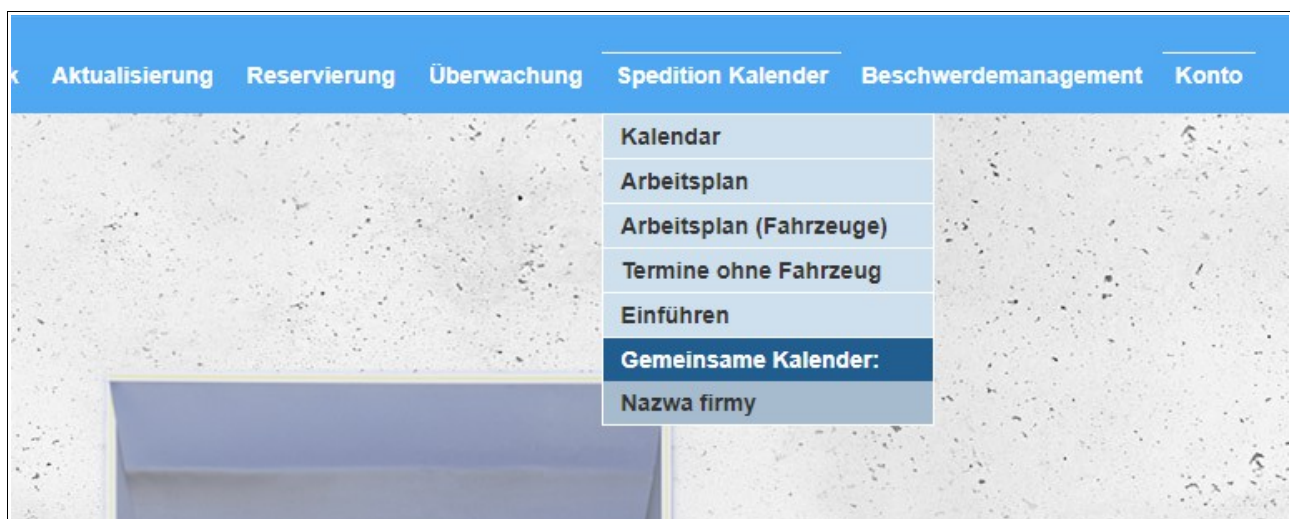 Aktualisierung Reservierung Überwachung Spedition Kalender Beschwerdemanagement Konto
Kalendar
Arbeitsplan
Arbeitsplan (Fahrzeuge)
Termine ohne Fahrzeug
Einführen
Gemeinsame Kalender:
Nazwa firmy